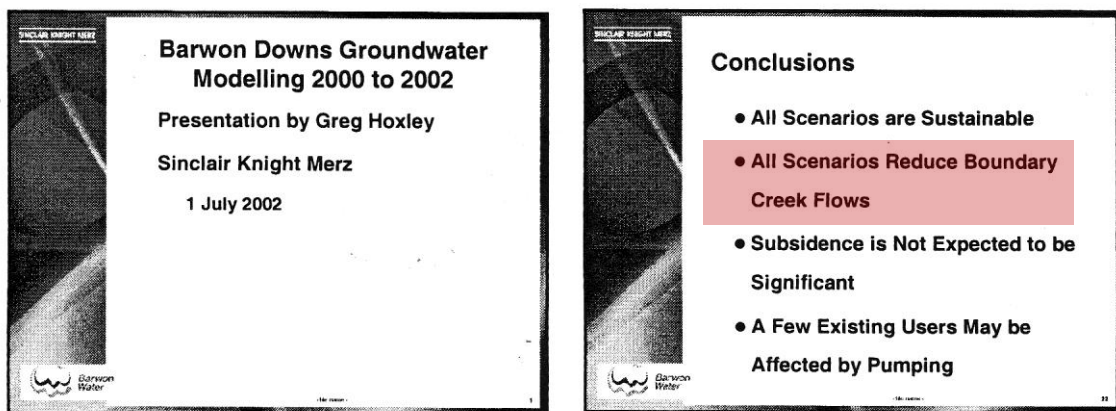 SINCLAIR KNIGHT MERZ
Barwon Downs Groundwater
Modelling 2000 to 2002
Presentation by Greg Hoxley
Sinclair Knight Merz
1 July 2002
Barwon
Water
SINCLAIR KNIGHT MERZ
Conclusions
● All Scenarios are Sustainable
● All Scenarios Reduce Boundary
Creek Flows
● Subsidence is Not Expected to be
Significant
● A Few Existing Users May be
Affected by Pumping
Barwon
Water